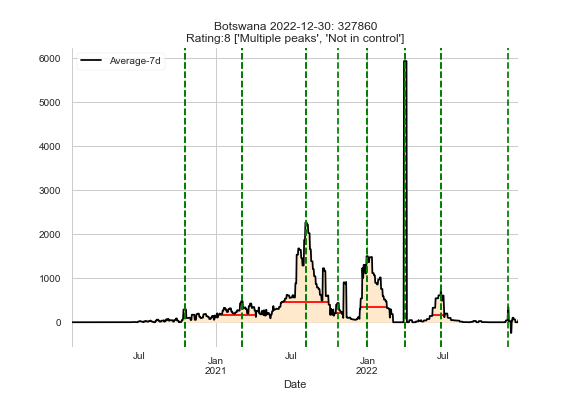 Botswana 2022-12-30: 327860
Rating:8 ['Multiple peaks', 'Not in control']
Average-7d
6000
5000
4000
3000
2000
1000
0
Jul
Jan
2021
Jul
Jan
2022
Jul
Date